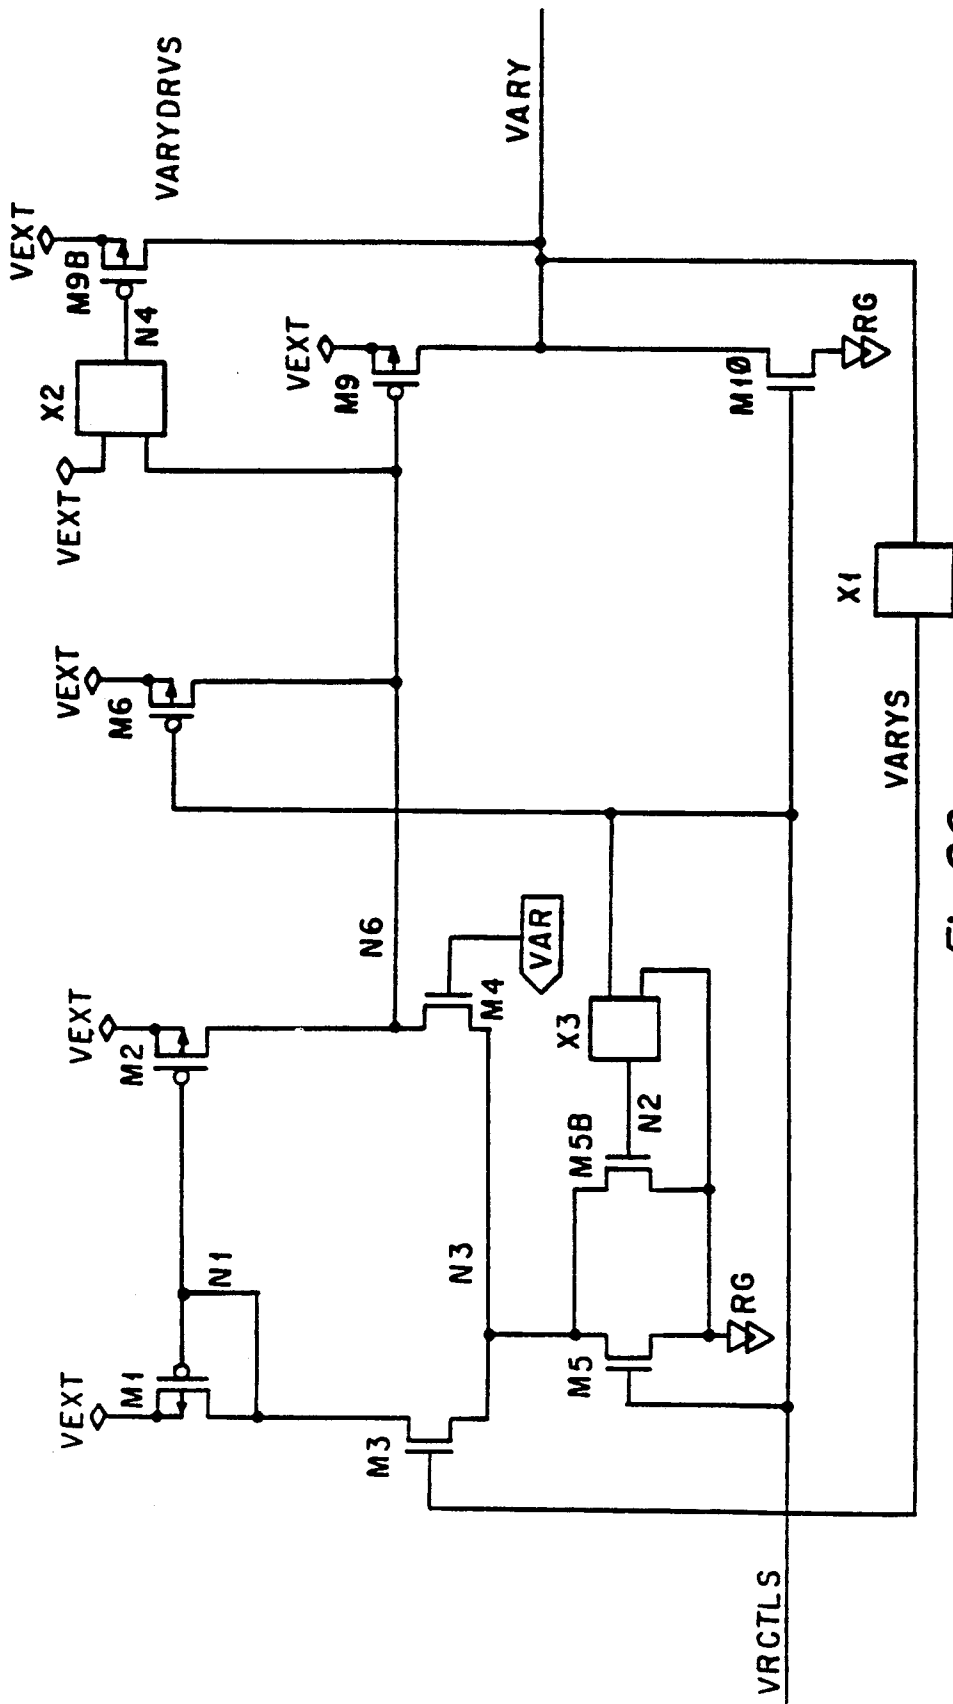 VARYDRVS
VEXT
M9B
N4
X2
VEXT
VEXT
M9
VARY
VEXT
M6
M10
RG
X1
VARYS
N6
VEXT
M2
M4
VAR
X3
N2
M5B
N3
N1
VEXT
M1
M3
M5
RG
VRCTLS